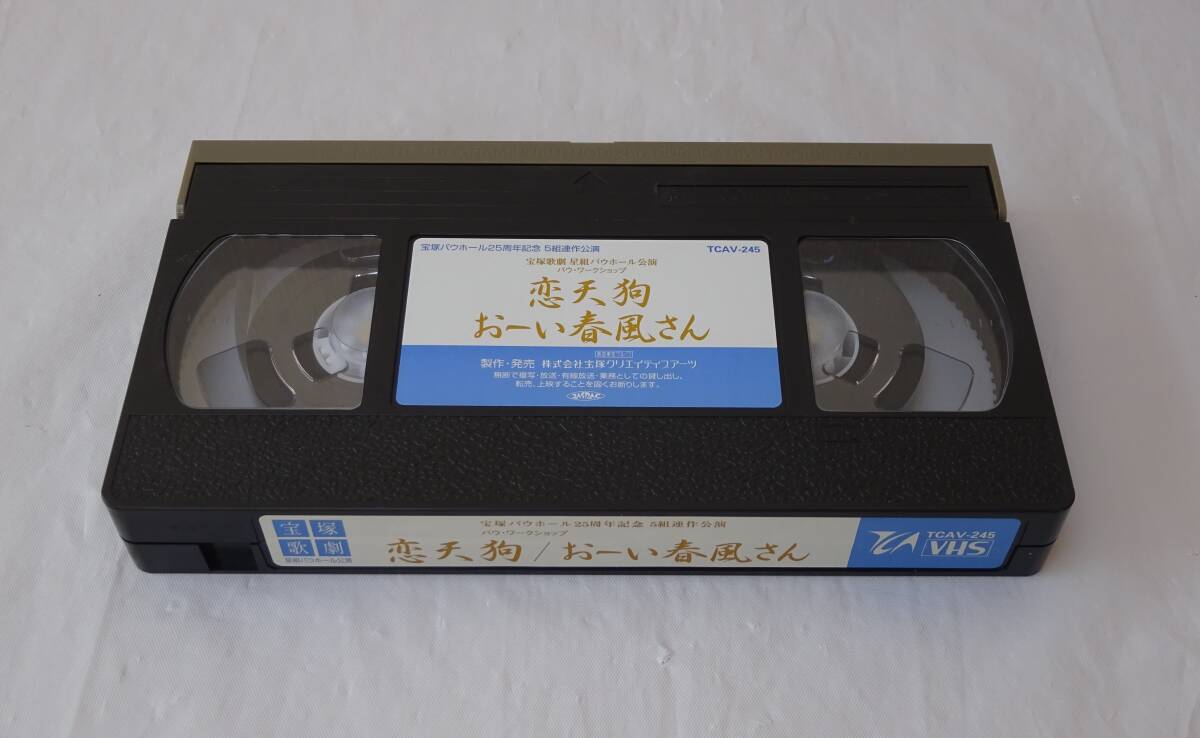 宝塚バウホール25周年記念 5組連作公演
TCAV-245
宝塚歌劇 星組バウホール公演
バウ・ワークショップ
恋天狗
おーい春風さん
製作・発売 株式会社宝塚クリエイティブアーツ
無断で複写・放送・有線放送・業務としての貸し出し、
転売、上映することを固くお断りします。
宝塚
歌劇
星組バウホール公演
宝塚バウホール25周年記念 5組連作公演
バウ・ワークショップ
恋天狗/おーい春風さん
TCA
TCAV-245
VHS